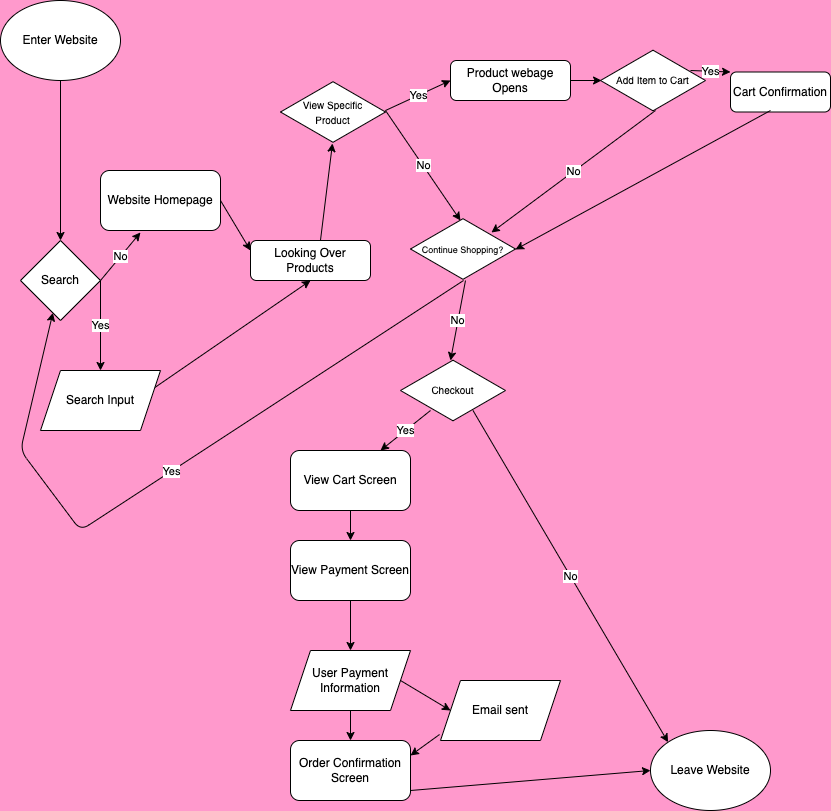 Enter Website
Product webage
Opens
Add Item to Cart
Yes
Cart Confirmation
View Specific
Product
Yes
No
No
Website Homepage
Looking Over
Products
Continue Shopping?
No
Search
Yes
No
Search Input
Checkout
Yes
Yes
View Cart Screen
View Payment Screen
No
User Payment
Information
Email sent
Order Confirmation
Screen
Leave Website